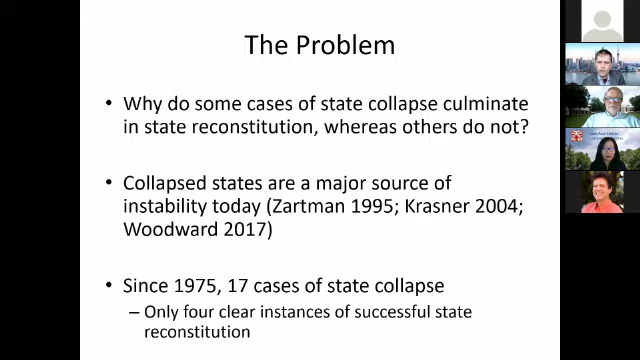 The Problem
• Why do some cases of state collapse culminate
in state reconstitution, whereas others do not?
• Collapsed states are a major source of
instability today (Zartman 1995; Krasner 2004;
Woodward 2017)
• Since 1975, 17 cases of state collapse
– Only four clear instances of successful state
reconstitution